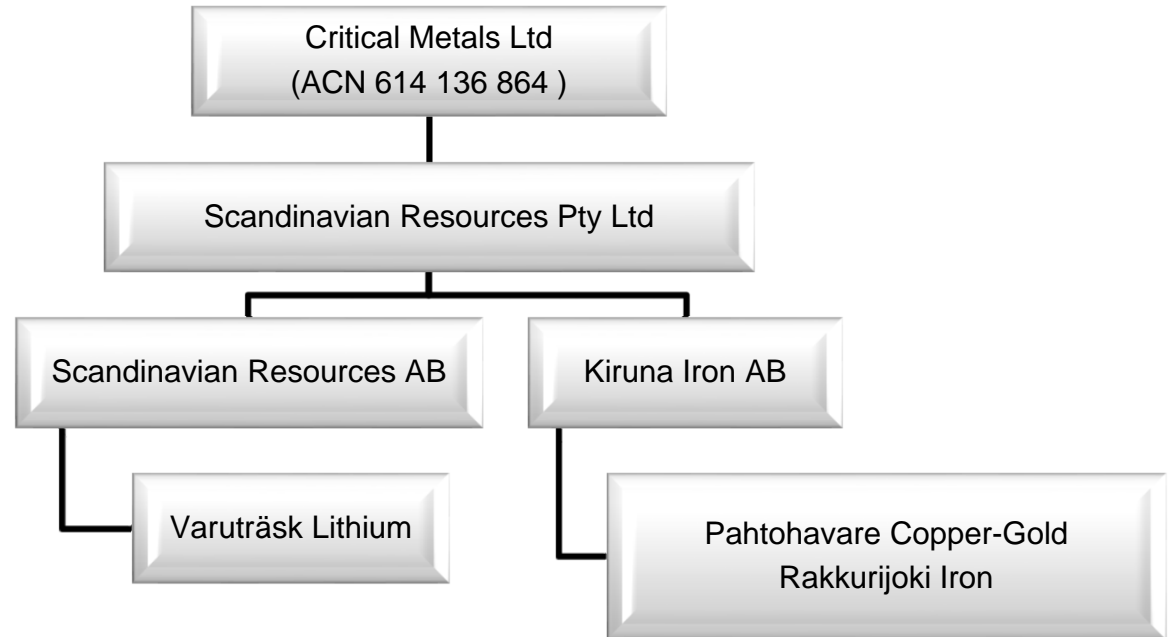 Critical Metals Ltd
(ACN 614 136 864 )
Scandinavian Resources Pty Ltd
Scandinavian Resources AB
Kiruna Iron AB
Varuträsk Lithium
Pahtohavare Copper-Gold
Rakkurijoki Iron